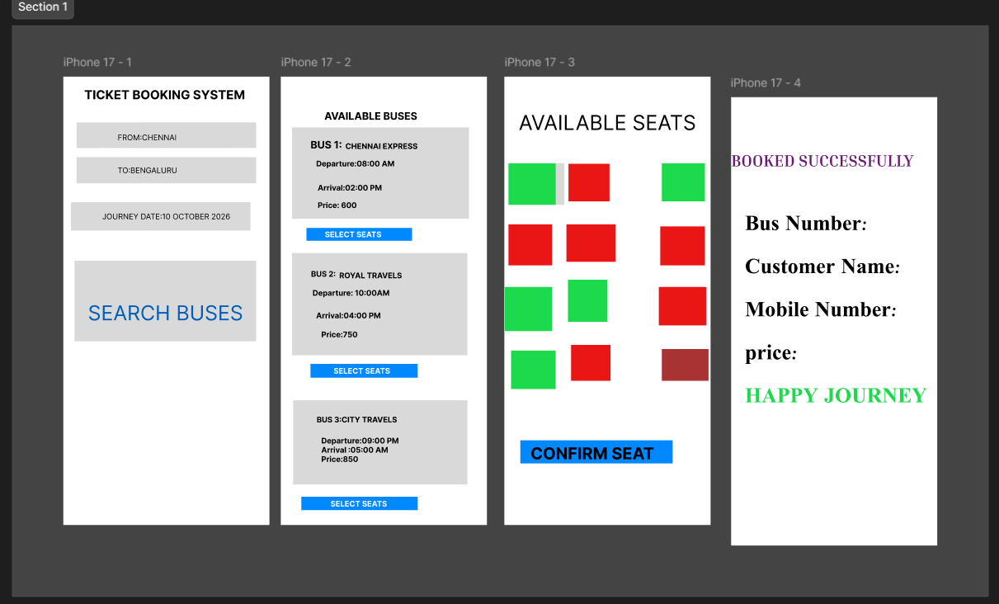 Section 1
iPhone 17 - 1
TICKET BOOKING SYSTEM
FROM:CHENNAI
TO:BENGALURU
JOURNEY DATE:10 OCTOBER 2026
SEARCH BUSES
iPhone 17 - 2
AVAILABLE BUSES
BUS 1: CHENNAI EXPRESS
Departure:08:00 AM
Arrival:02:00 PM
Price: 600
SELECT SEATS
BUS 2: ROYAL TRAVELS
Departure: 10:00AM
Arrival:04:00 PM
Price:750
SELECT SEATS
BUS 3:CITY TRAVELS
Departure:09:00 PM
Arrival :05:00 AM
Price:850
SELECT SEATS
iPhone 17 - 3
AVAILABLE SEATS
CONFIRM SEAT
iPhone 17 - 4
BOOKED SUCCESSFULLY
Bus Number:
Customer Name:
Mobile Number:
price:
HAPPY JOURNEY